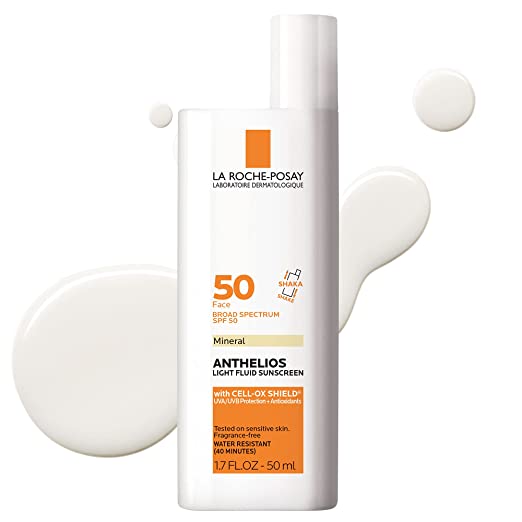 LA ROCHE-POSAY
LABORATOIRE DERMATOLOGIQUE
50
Face
SHAKA
SHAKE
BROAD SPECTRUM
SPF 50
Mineral
ANTHELIOS
LIGHT FLUID SUNSCREEN
with CELL-OX SHIELD®
UVA/UVB Protection + Antioxidants
Tested on sensitive skin.
Fragrance-free
WATER RESISTANT
(40 MINUTES)
1.7 FL.OZ - 50 ml